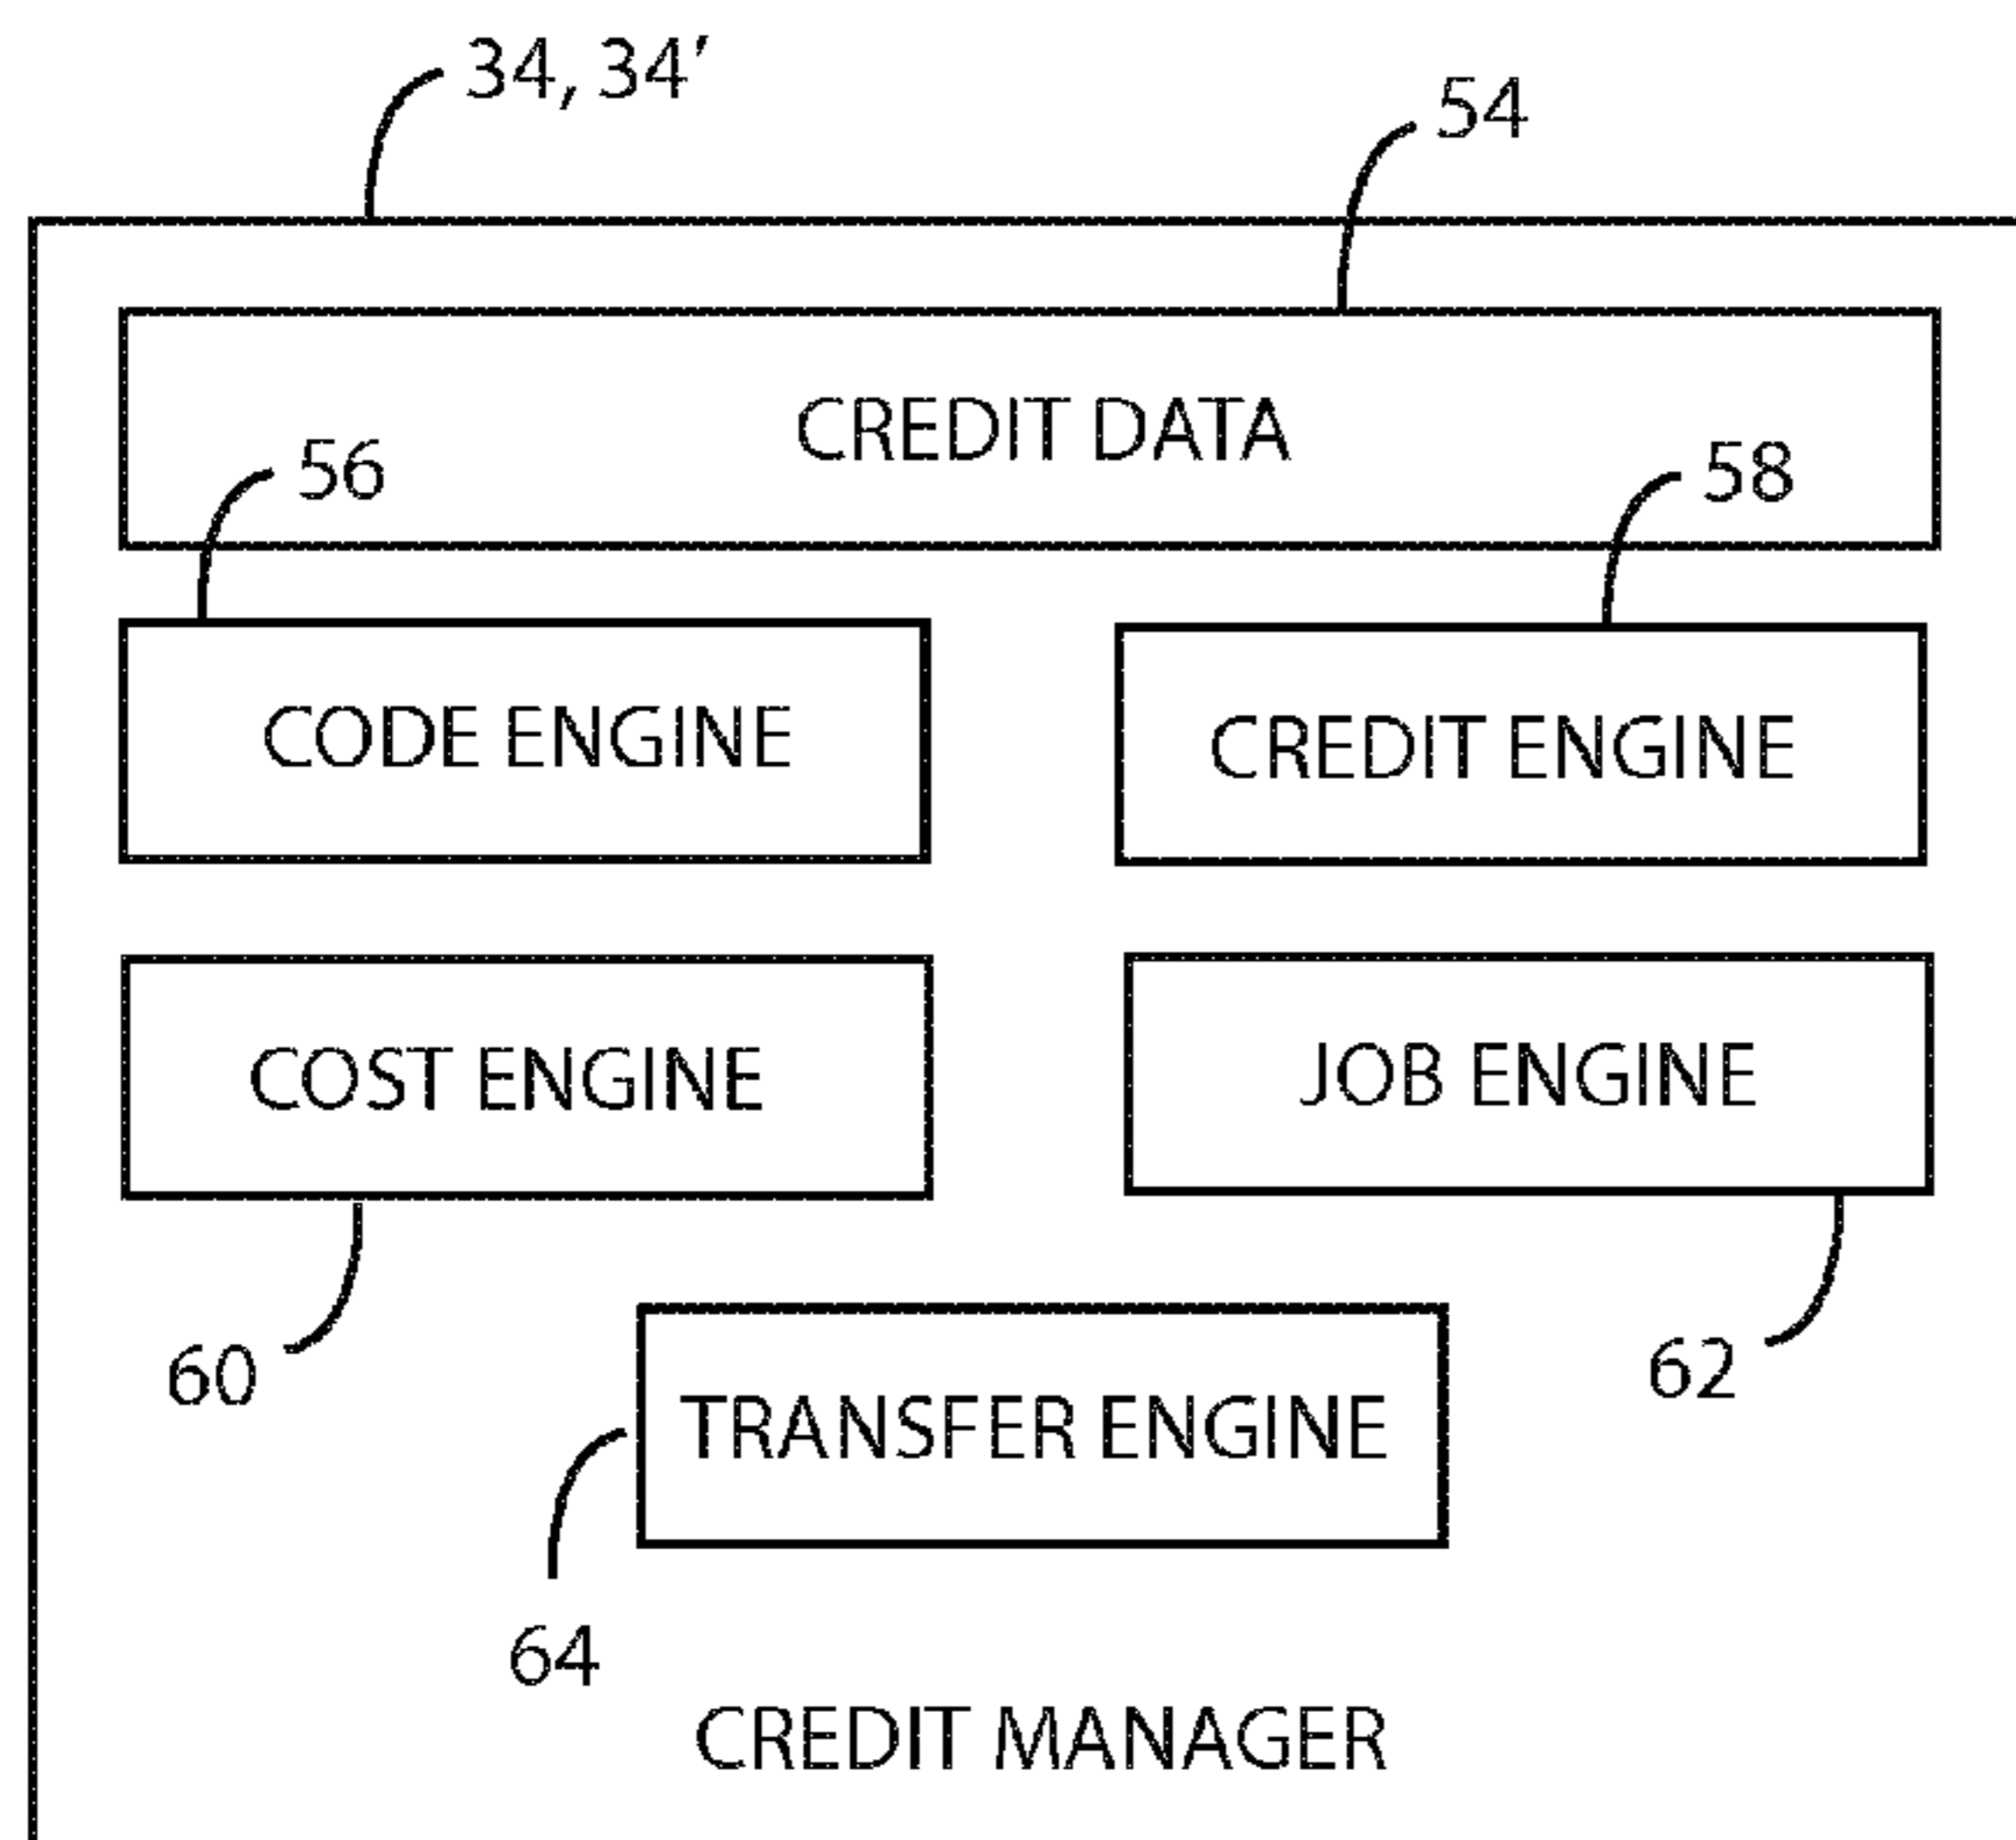 34, 34′
54
CREDIT DATA
56
58
CODE ENGINE
CREDIT ENGINE
COST ENGINE
JOB ENGINE
60
62
TRANSFER ENGINE
64
CREDIT MANAGER